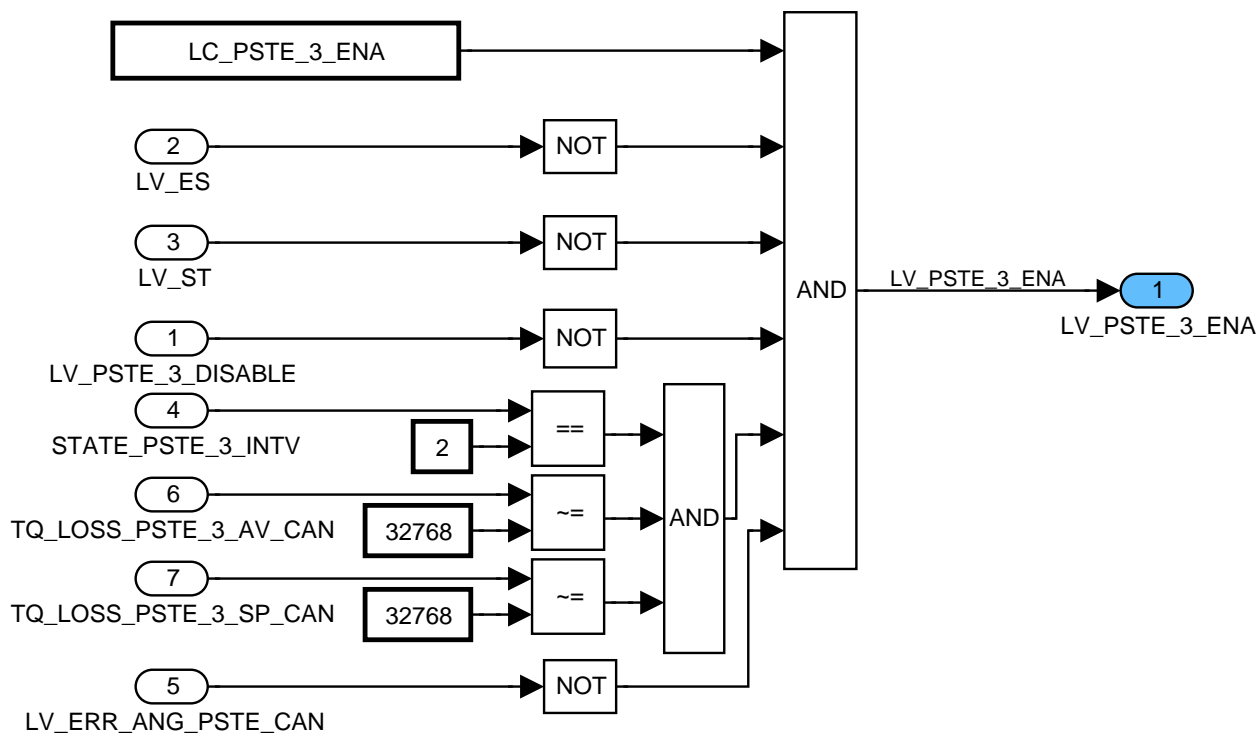 LC_PSTE_3_ENA
2
NOT
LV_ES
3
NOT
LV_ST
AND
LV_PSTE_3_ENA
1
LV_PSTE_3_ENA
1
NOT
LV_PSTE_3_DISABLE
4
==
STATE_PSTE_3_INTV
2
6
~=
AND
TQ_LOSS_PSTE_3_AV_CAN
32768
7
~=
TQ_LOSS_PSTE_3_SP_CAN
32768
5
NOT
LV_ERR_ANG_PSTE_CAN